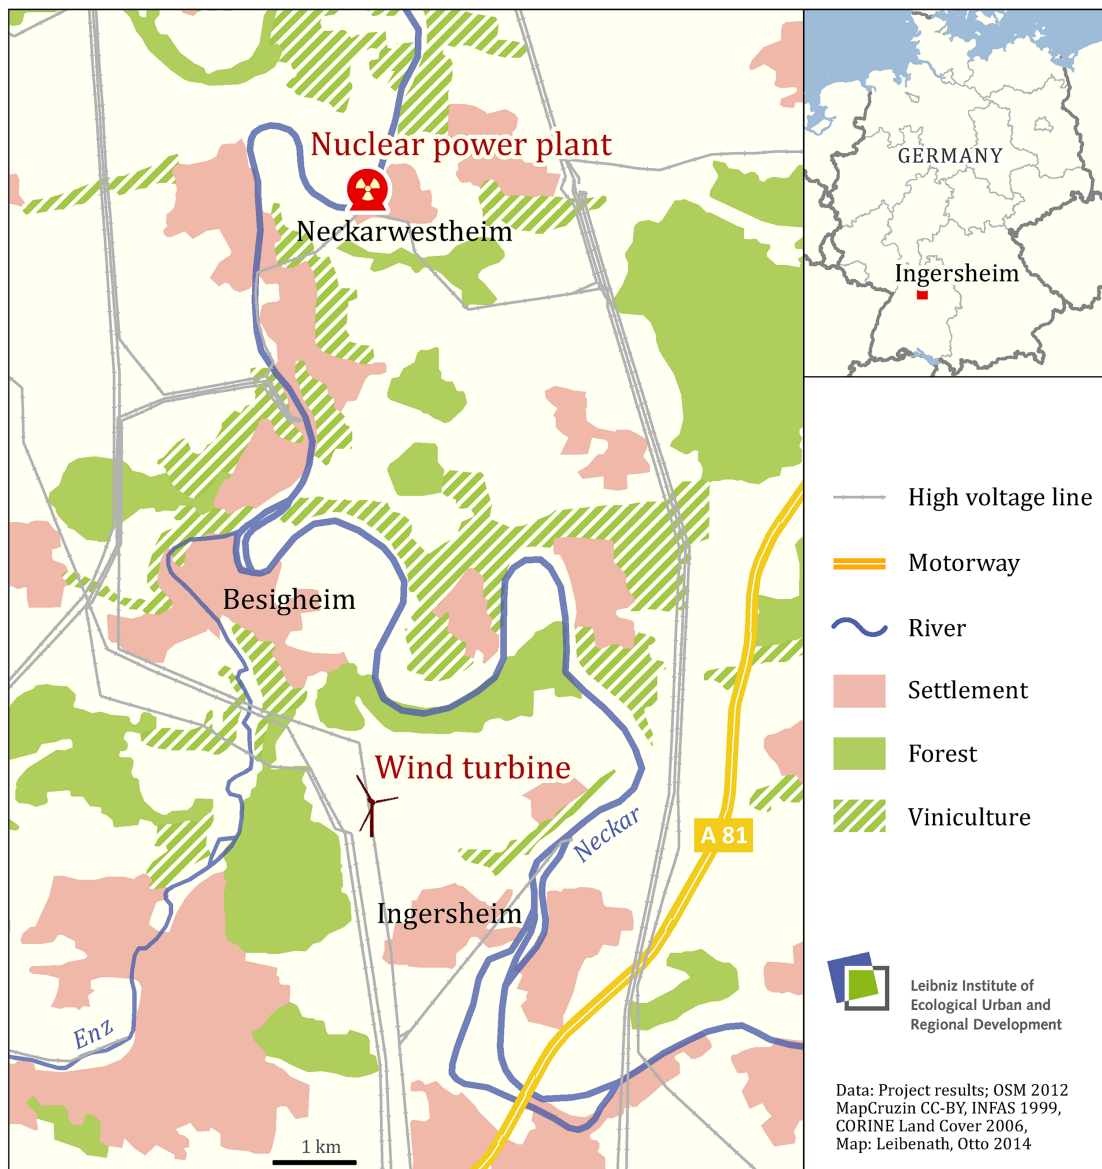 Nuclear power plant
Neckarwestheim
Besigheim
Wind turbine
Neckar
A 81
Ingersheim
Enz
1 km
GERMANY
Ingersheim
High voltage line
Motorway
River
Settlement
Forest
Viniculture
Leibniz Institute of
Ecological Urban and
Regional Development
Data: Project results; OSM 2012
MapCruzin CC-BY, INFAS 1999,
CORINE Land Cover 2006,
Map: Leibenath, Otto 2014